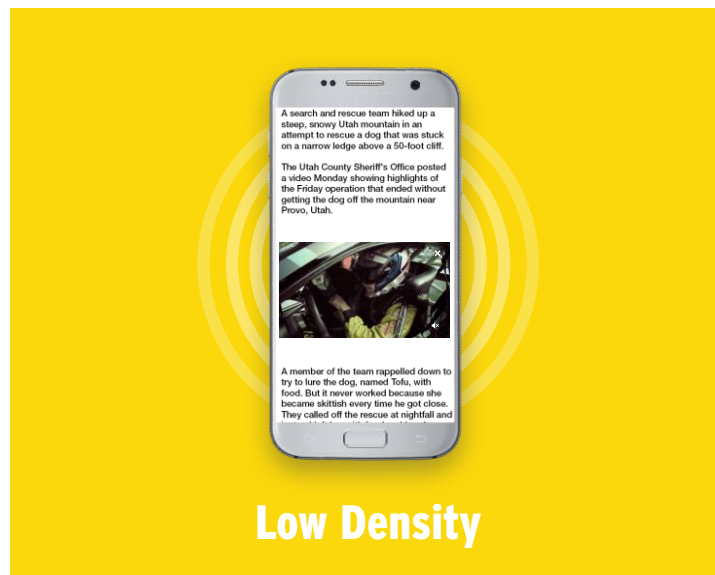 A search and rescue team hiked up a
steep, snowy Utah mountain in an
attempt to rescue a dog that was stuck
on a narrow ledge above a 50-foot cliff.
The Utah County Sheriff's Office posted
a video Monday showing highlights of
the Friday operation that ended without
getting the dog off the mountain near
Provo, Utah.
A member of the team rappelled down to
try to lure the dog, named Tofu, with
food. But it never worked because she
became skittish every time he got close.
They called off the rescue at nightfall and
Low Density